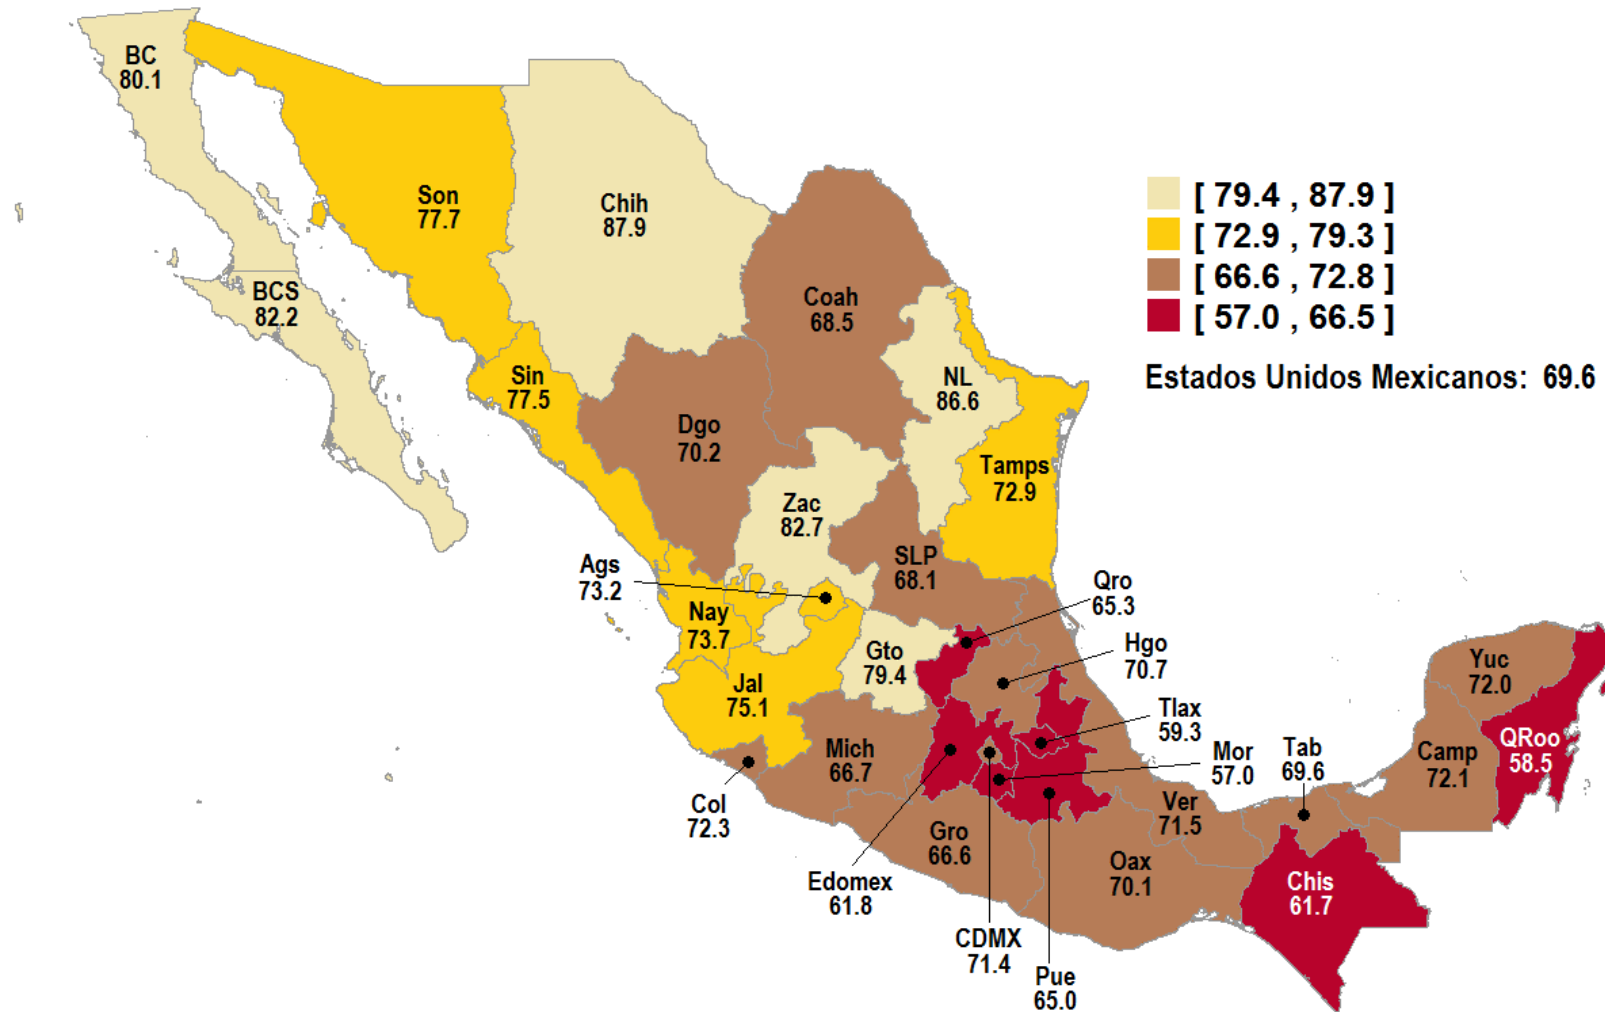 BC
80.1
Son
77.7
Chih
87.9
[ 79.4 , 87.9 ]
[ 72.9 , 79.3 ]
[ 66.6 , 72.8 ]
[ 57.0 , 66.5 ]
Estados Unidos Mexicanos: 69.6
BCS
82.2
Coah
68.5
Sin
77.5
NL
86.6
Dgo
70.2
Tamps
72.9
Zac
82.7
SLP
68.1
Ags
73.2
Qro
65.3
Nay
73.7
Hgo
70.7
Gto
79.4
Yuc
72.0
Jal
75.1
Tlax
59.3
Mich
66.7
Mor
57.0
Tab
69.6
Camp
72.1
QRoo
58.5
Col
72.3
Ver
71.5
Gro
66.6
Oax
70.1
Edomex
61.8
Chis
61.7
CDMX
71.4
Pue
65.0